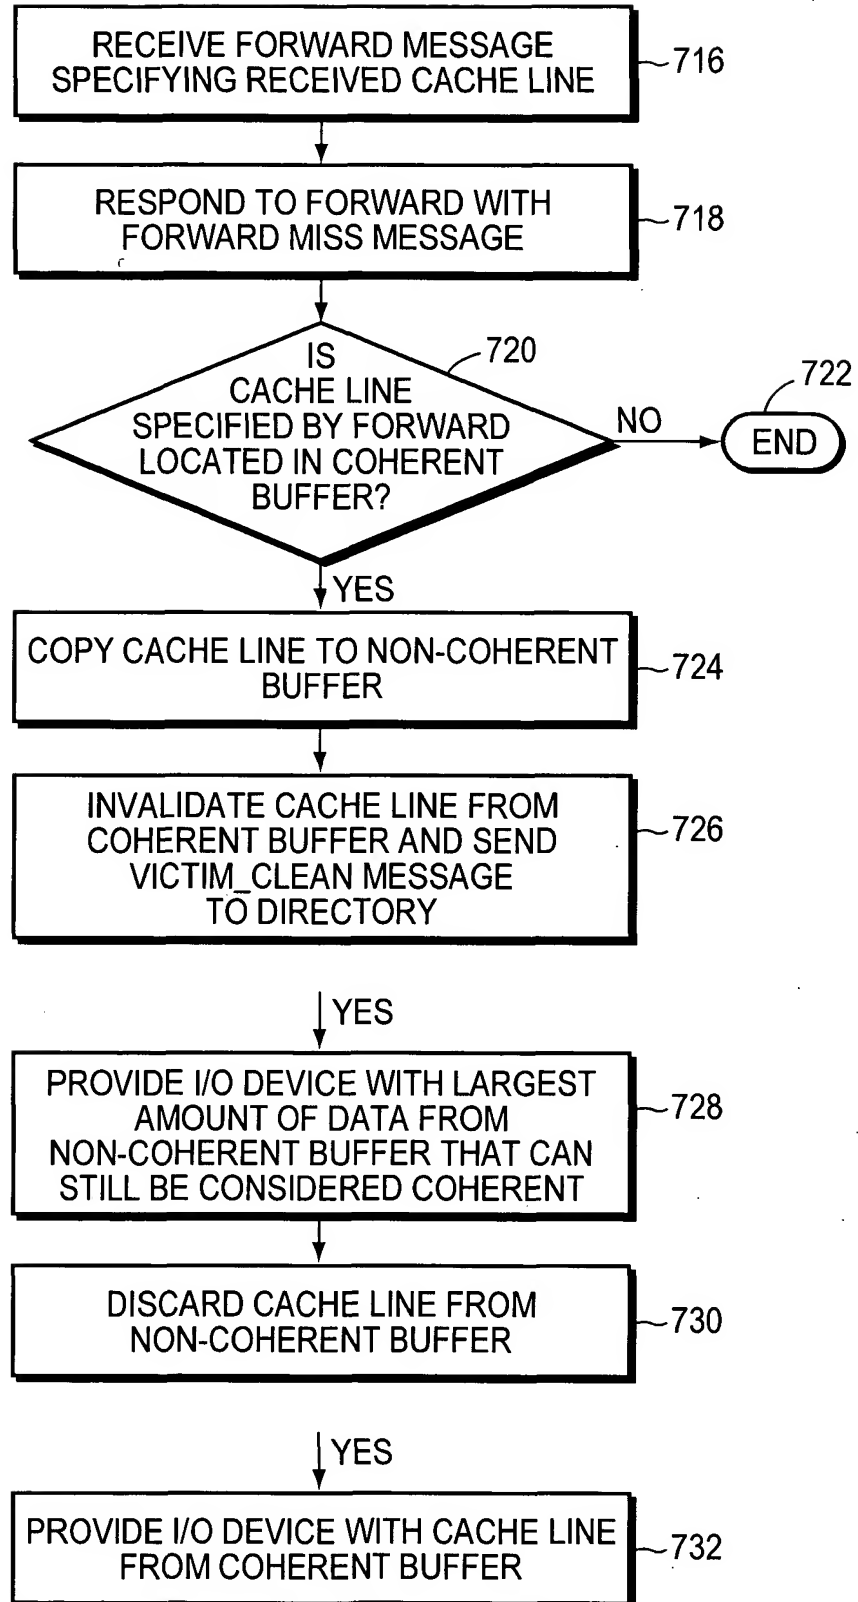 RECEIVE FORWARD MESSAGE
SPECIFYING RECEIVED CACHE LINE
716
RESPOND TO FORWARD WITH
FORWARD MISS MESSAGE
718
IS
CACHE LINE
SPECIFIED BY FORWARD
LOCATED IN COHERENT
BUFFER?
720
NO
722
END
YES
COPY CACHE LINE TO NON-COHERENT
BUFFER
724
INVALIDATE CACHE LINE FROM
COHERENT BUFFER AND SEND
VICTIM_CLEAN MESSAGE
TO DIRECTORY
726
YES
PROVIDE I/O DEVICE WITH LARGEST
AMOUNT OF DATA FROM
NON-COHERENT BUFFER THAT CAN
STILL BE CONSIDERED COHERENT
728
DISCARD CACHE LINE FROM
NON-COHERENT BUFFER
730
YES
PROVIDE I/O DEVICE WITH CACHE LINE
FROM COHERENT BUFFER
732